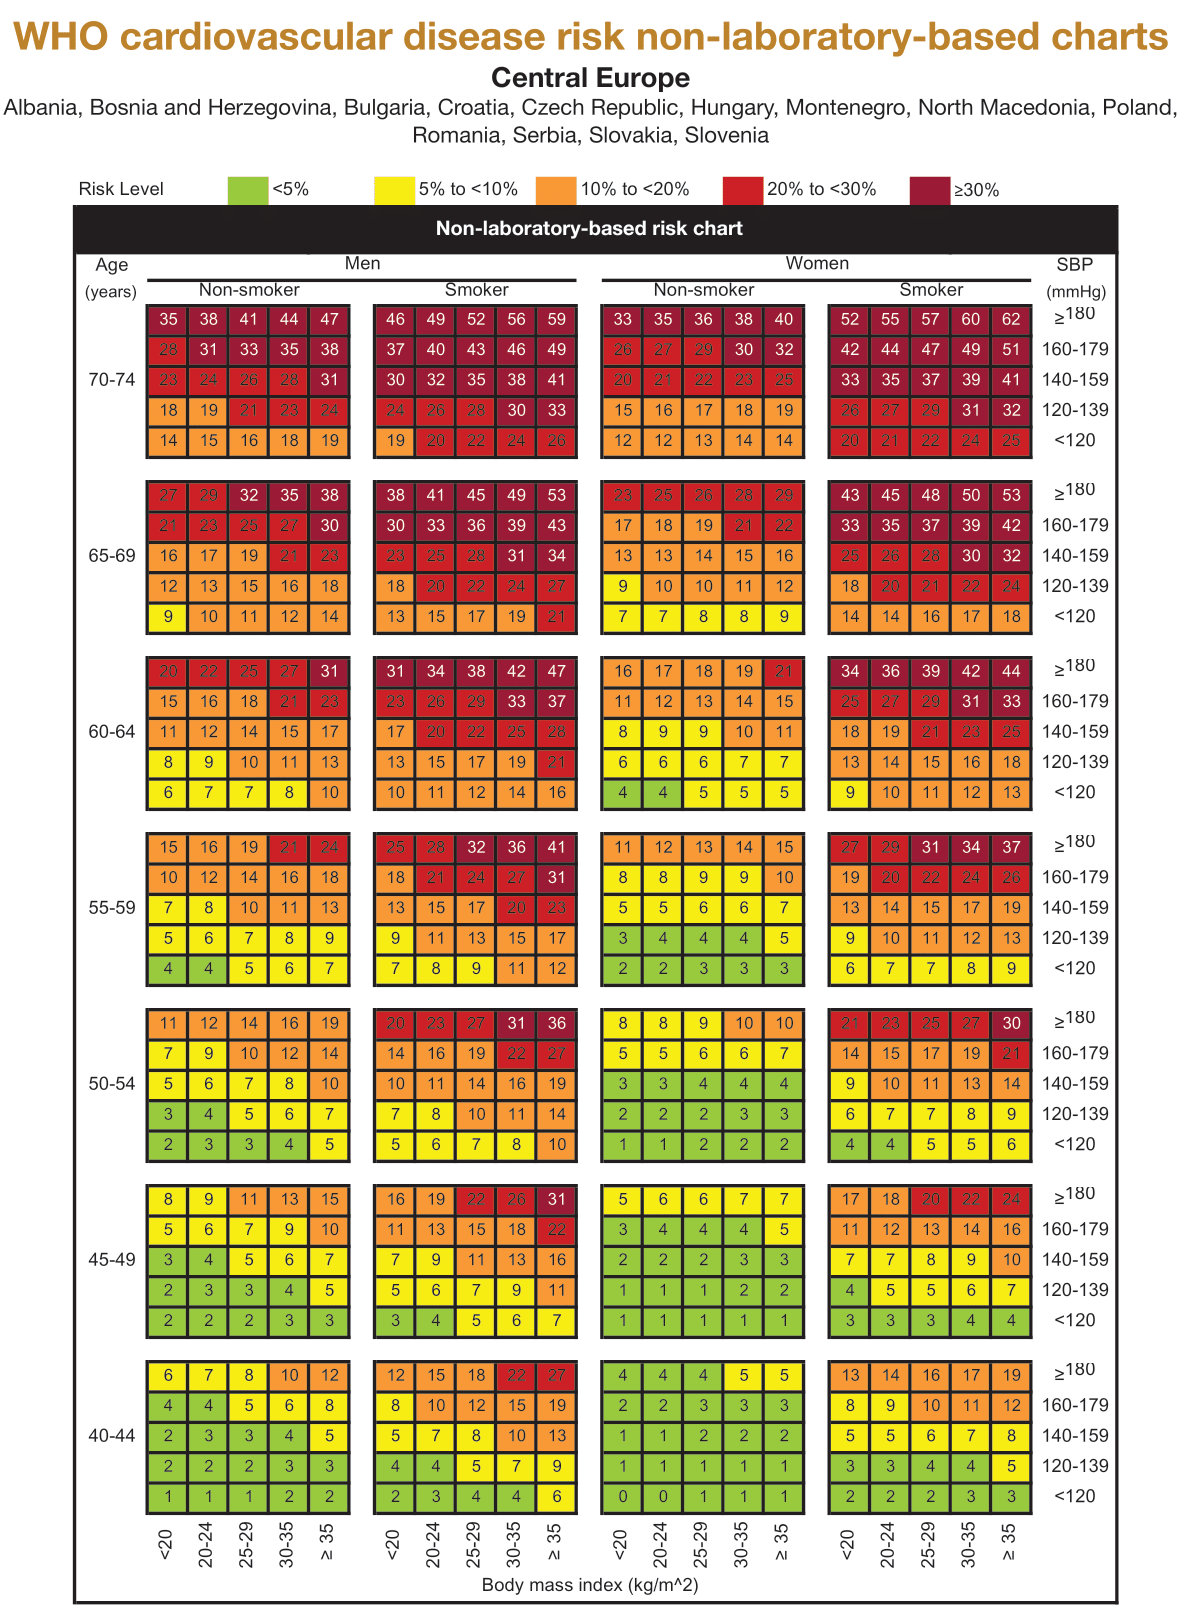 WHO cardiovascular disease risk non-laboratory-based charts
Central Europe
Albania, Bosnia and Herzegovina, Bulgaria, Croatia, Czech Republic, Hungary, Montenegro, North Macedonia, Poland,
Romania, Serbia, Slovakia, Slovenia
Risk Level <5% 5% to <10% 10% to <20% 20% to <30% ≥30%
Non-laboratory-based risk chart
Age Men Women SBP
(years) Non-smoker Smoker Non-smoker Smoker (mmHg)
35 38 41 44 47 46 49 52 56 59 33 35 36 38 40 52 55 57 60 62 ≥180
28 31 33 35 38 37 40 43 46 49 26 27 29 30 32 42 44 47 49 51 160-179
70-74 23 24 26 28 31 30 32 35 38 41 20 21 22 23 25 33 35 37 39 41 140-159
18 19 21 23 24 24 26 28 30 33 15 16 17 18 19 26 27 29 31 32 120-139
14 15 16 18 19 19 20 22 24 26 12 12 13 14 14 20 21 22 24 25 <120
27 29 32 35 38 38 41 45 49 53 23 25 26 28 29 43 45 48 50 53 ≥180
21 23 25 27 30 30 33 36 39 43 17 18 19 21 22 33 35 37 39 42 160-179
65-69 16 17 19 21 23 23 25 28 31 34 13 13 14 15 16 25 26 28 30 32 140-159
12 13 15 16 18 18 20 22 24 27 9 10 10 11 12 18 20 21 22 24 120-139
9 10 11 12 14 13 15 17 19 21 7 7 8 8 9 14 14 16 17 18 <120
20 22 25 27 31 31 34 38 42 47 16 17 18 19 21 34 36 39 42 44 ≥180
15 16 18 21 23 23 26 29 33 37 11 12 13 14 15 25 27 29 31 33 160-179
60-64 11 12 14 15 17 17 20 22 25 28 8 9 9 10 11 18 19 21 23 25 140-159
8 9 10 11 13 13 15 17 19 21 6 6 6 7 7 13 14 15 16 18 120-139
6 7 7 8 10 10 11 12 14 16 4 4 5 5 5 9 10 11 12 13 <120
15 16 19 21 24 25 28 32 36 41 11 12 13 14 15 27 29 31 34 37 ≥180
10 12 14 16 18 18 21 24 27 31 8 8 9 9 10 19 20 22 24 26 160-179
55-59 7 8 10 11 13 13 15 17 20 23 5 5 6 6 7 13 14 15 17 19 140-159
5 6 7 8 9 9 11 13 15 17 3 4 4 4 5 9 10 11 12 13 120-139
4 4 5 6 7 7 8 9 11 12 2 2 3 3 3 6 7 7 8 9 <120
11 12 14 16 19 20 23 27 31 36 8 8 9 10 10 21 23 25 27 30 ≥180
7 9 10 12 14 14 16 19 22 27 5 5 6 6 7 14 15 17 19 21 160-179
50-54 5 6 7 8 10 10 11 14 16 19 3 3 4 4 4 9 10 11 13 14 140-159
3 4 5 6 7 7 8 10 11 14 2 2 2 3 3 6 7 7 8 9 120-139
2 3 3 4 5 5 6 7 8 10 1 1 2 2 2 4 4 5 5 6 <120
8 9 11 13 15 16 19 22 26 31 5 6 6 7 7 17 18 20 22 24 ≥180
5 6 7 9 10 11 13 15 18 22 3 4 4 4 5 11 12 13 14 16 160-179
45-49 3 4 5 6 7 7 9 11 13 16 2 2 2 3 3 7 7 8 9 10 140-159
2 3 3 4 5 5 6 7 9 11 1 1 1 2 2 4 5 5 6 7 120-139
2 2 2 3 3 3 4 5 6 7 1 1 1 1 1 3 3 3 4 4 <120
6 7 8 10 12 12 15 18 22 27 4 4 4 5 5 13 14 16 17 19 ≥180
4 4 5 6 8 8 10 12 15 19 2 2 3 3 3 8 9 10 11 12 160-179
40-44 2 3 3 4 5 5 7 8 10 13 1 1 2 2 2 5 5 6 7 8 140-159
2 2 2 3 3 4 4 5 7 9 1 1 1 1 1 3 3 4 4 5 120-139
1 1 1 2 2 2 3 4 4 6 0 0 1 1 1 2 2 2 3 3 <120
<20 20-24 25-29 30-35 ≥ 35 <20 20-24 25-29 30-35 ≥ 35 <20 20-24 25-29 30-35 ≥ 35 <20 20-24 25-29 30-35 ≥ 35
Body mass index (kg/m^2)